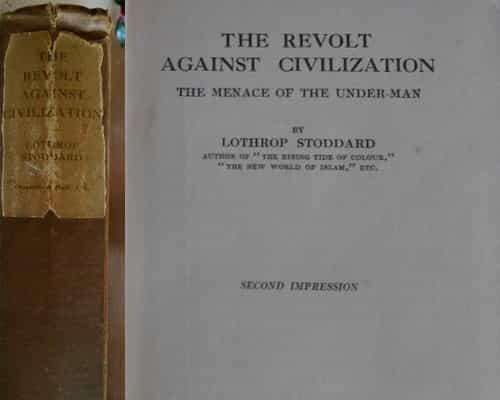 THE
REVOLT
AGAINST
CIVILIZATION
LOTHROP
STODDARD
THE REVOLT
AGAINST CIVILIZATION
THE MENACE OF THE UNDER-MAN
BY
LOTHROP STODDARD
AUTHOR OF "THE RISING TIDE OF COLOUR,"
"THE NEW WORLD OF ISLAM," ETC.
SECOND IMPRESSION